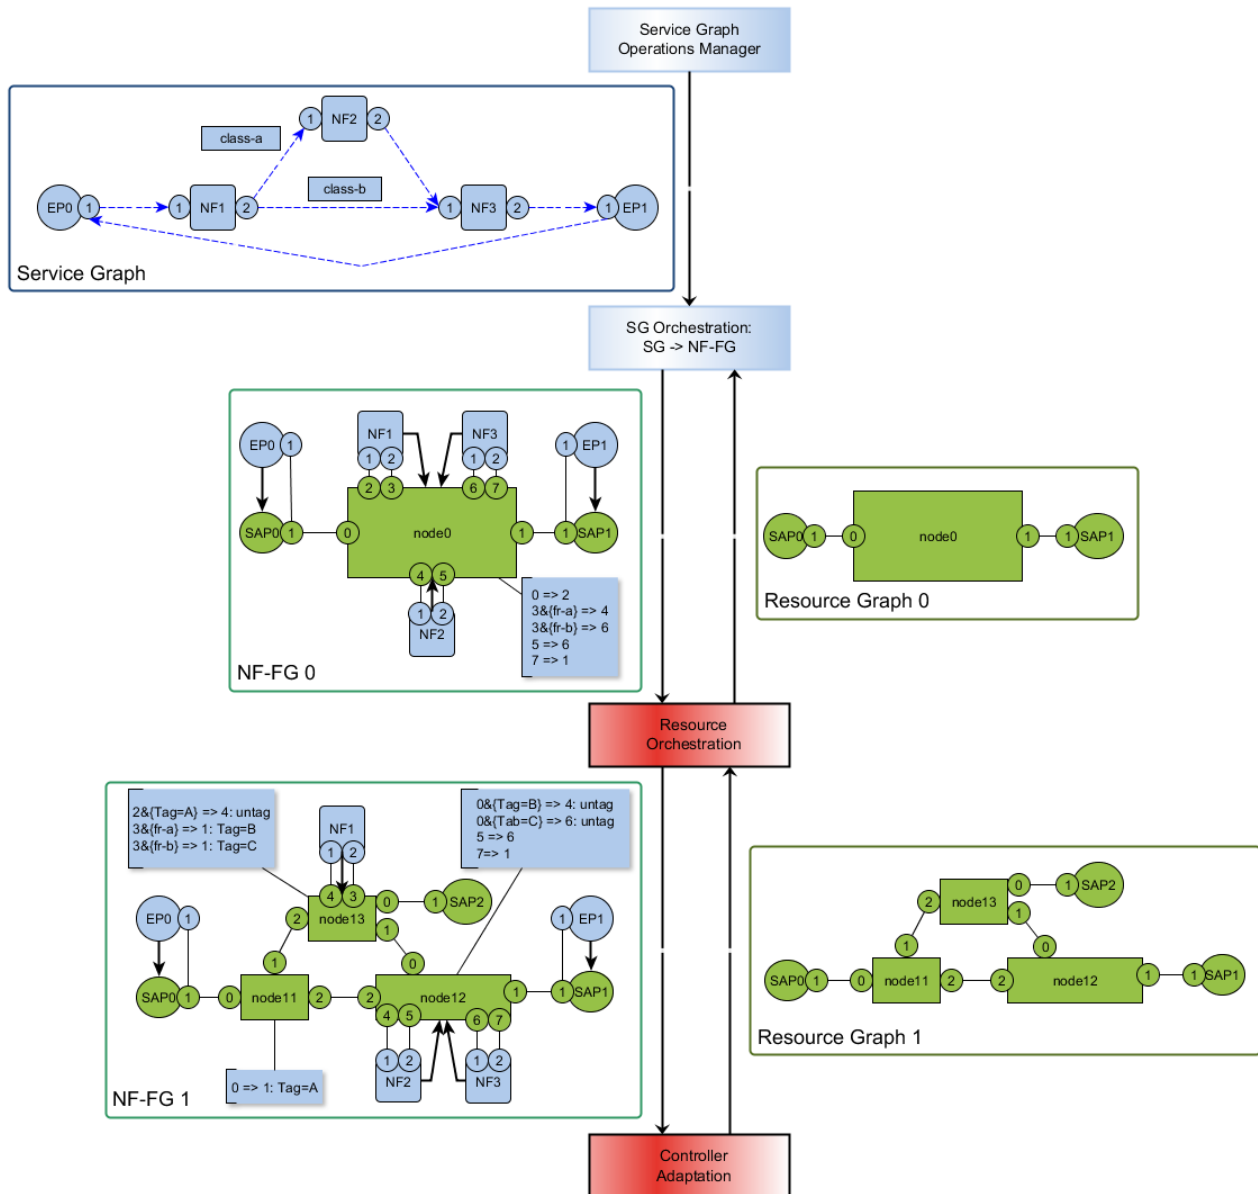 Service Graph
Operations Manager
1
NF2
2
class-a
class-b
EP0
1
1
NF1
2
1
NF3
2
1
EP1
Service Graph
SG Orchestration:
SG -> NF-FG
EP0
1
NF1
1
2
NF3
1
2
1
EP1
2
3
6
7
SAP0
1
0
node0
1
1
SAP1
4
5
1
2
NF2
0 => 2
3&{fr-a} => 4
3&{fr-b} => 6
5 => 6
7 => 1
NF-FG 0
SAP0
1
0
node0
1
1
SAP1
Resource Graph 0
Resource
Orchestration
2&{Tag=A} => 4: untag
3&{fr-a} => 1: Tag=B
3&{fr-b} => 1: Tag=C
0&{Tag=B} => 4: untag
0&{Tab=C} => 6: untag
5 => 6
7=> 1
NF1
1
2
4
3
0
1
SAP2
EP0
1
2
node13
1
1
EP1
1
0
SAP0
1
0
node11
2
2
node12
1
1
SAP1
4
5
6
7
1
2
NF2
1
2
NF3
0 => 1: Tag=A
NF-FG 1
node13
0
1
SAP2
2
1
1
0
SAP0
1
0
node11
2
2
node12
1
1
SAP1
Resource Graph 1
Controller
Adaptation